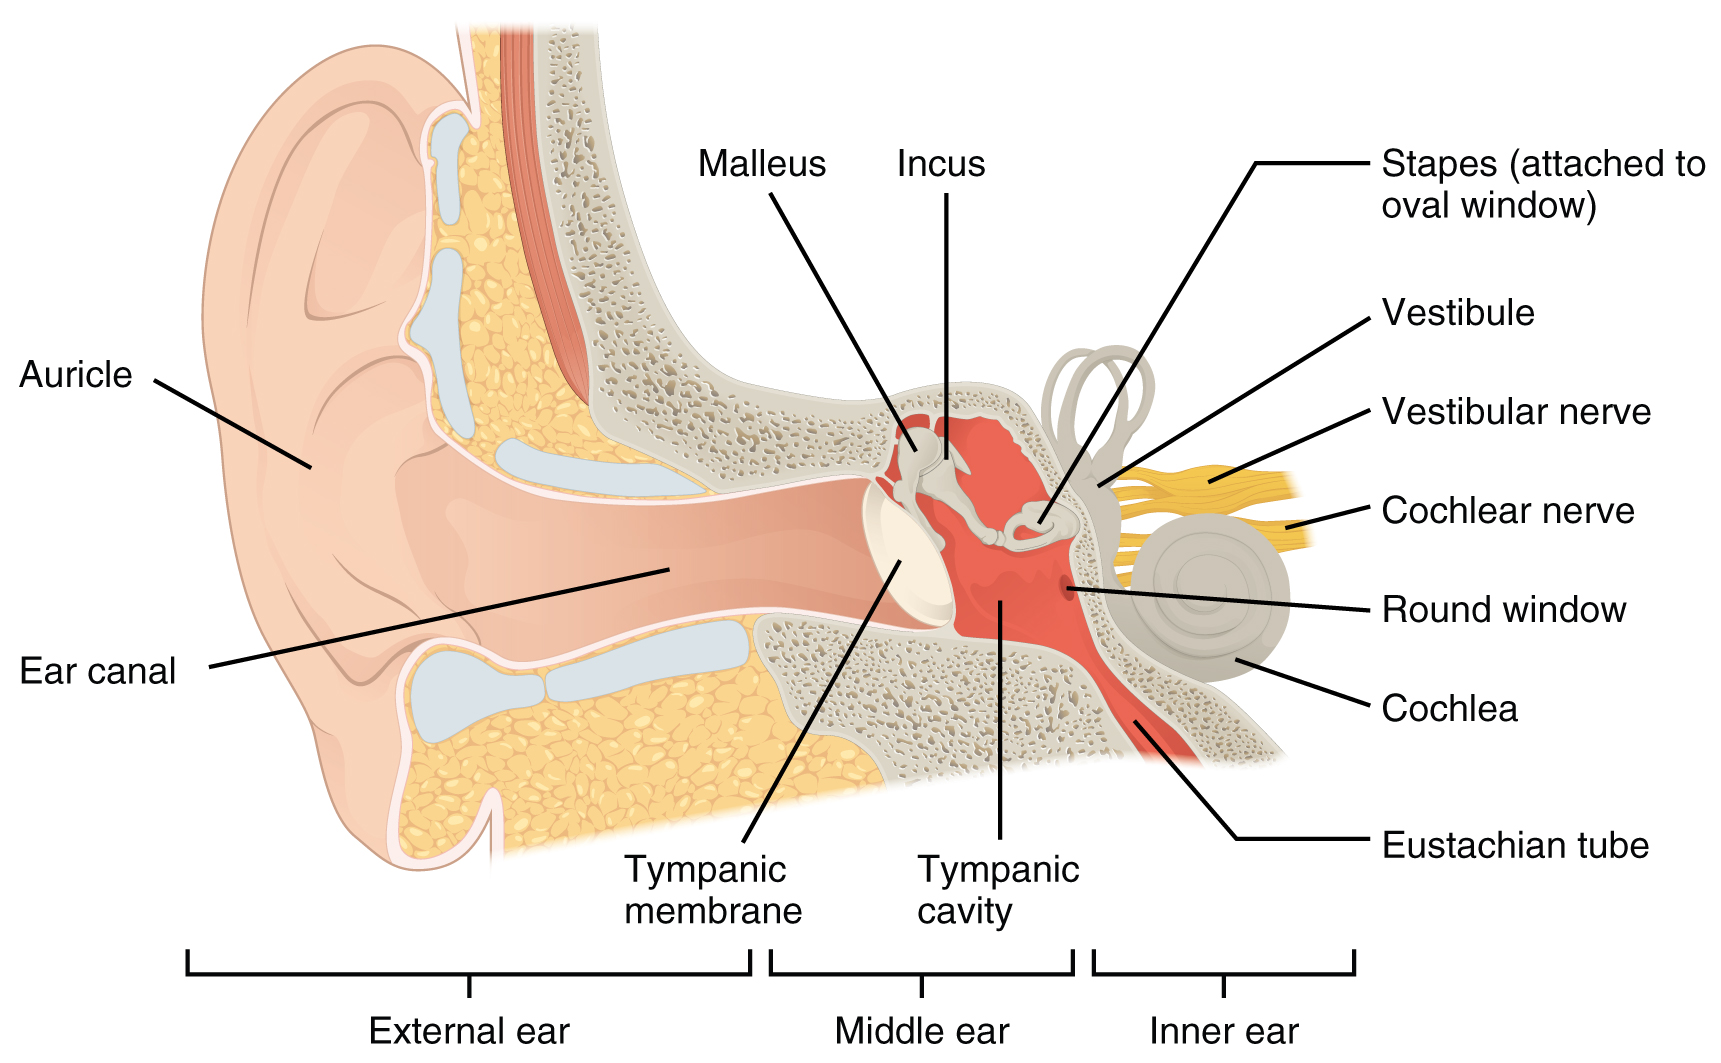 Malleus
Incus
Stapes (attached to
oval window)
Vestibule
Auricle
Vestibular nerve
Cochlear nerve
Round window
Ear canal
Cochlea
Eustachian tube
Tympanic
membrane
Tympanic
cavity
External ear
Middle ear
Inner ear